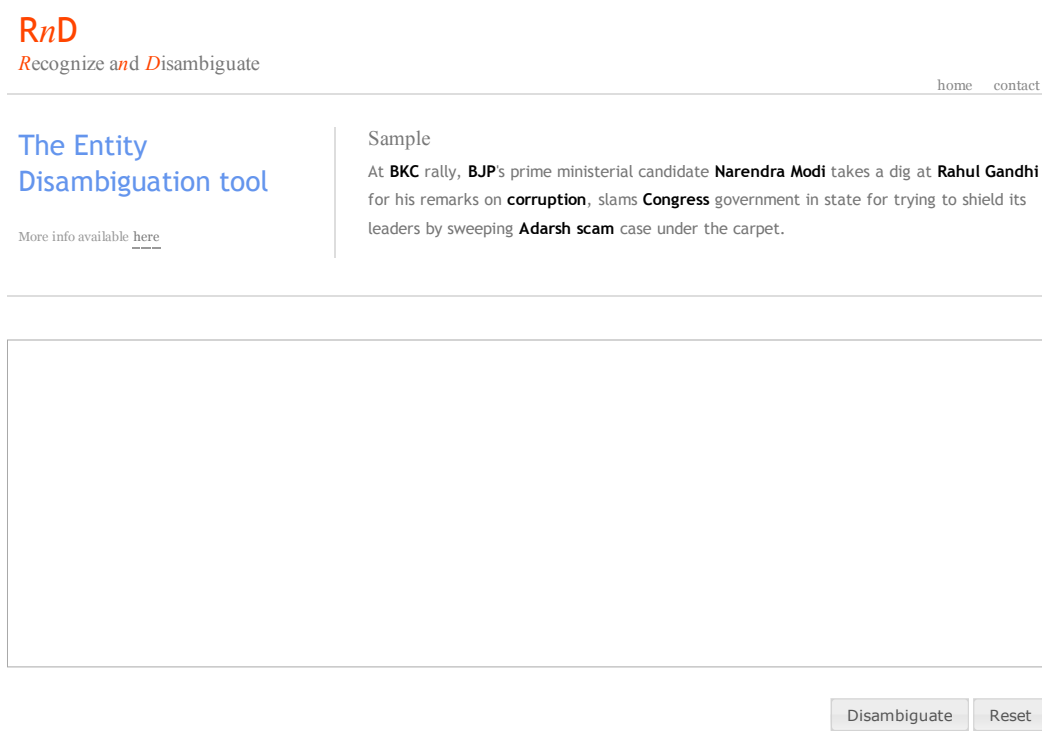 RnD
Recognize and Disambiguate
home contact
The Entity
Disambiguation tool
More info available here
Sample
At BKC rally, BJP's prime ministerial candidate Narendra Modi takes a dig at Rahul Gandhi
for his remarks on corruption, slams Congress government in state for trying to shield its
leaders by sweeping Adarsh scam case under the carpet.
Disambiguate Reset